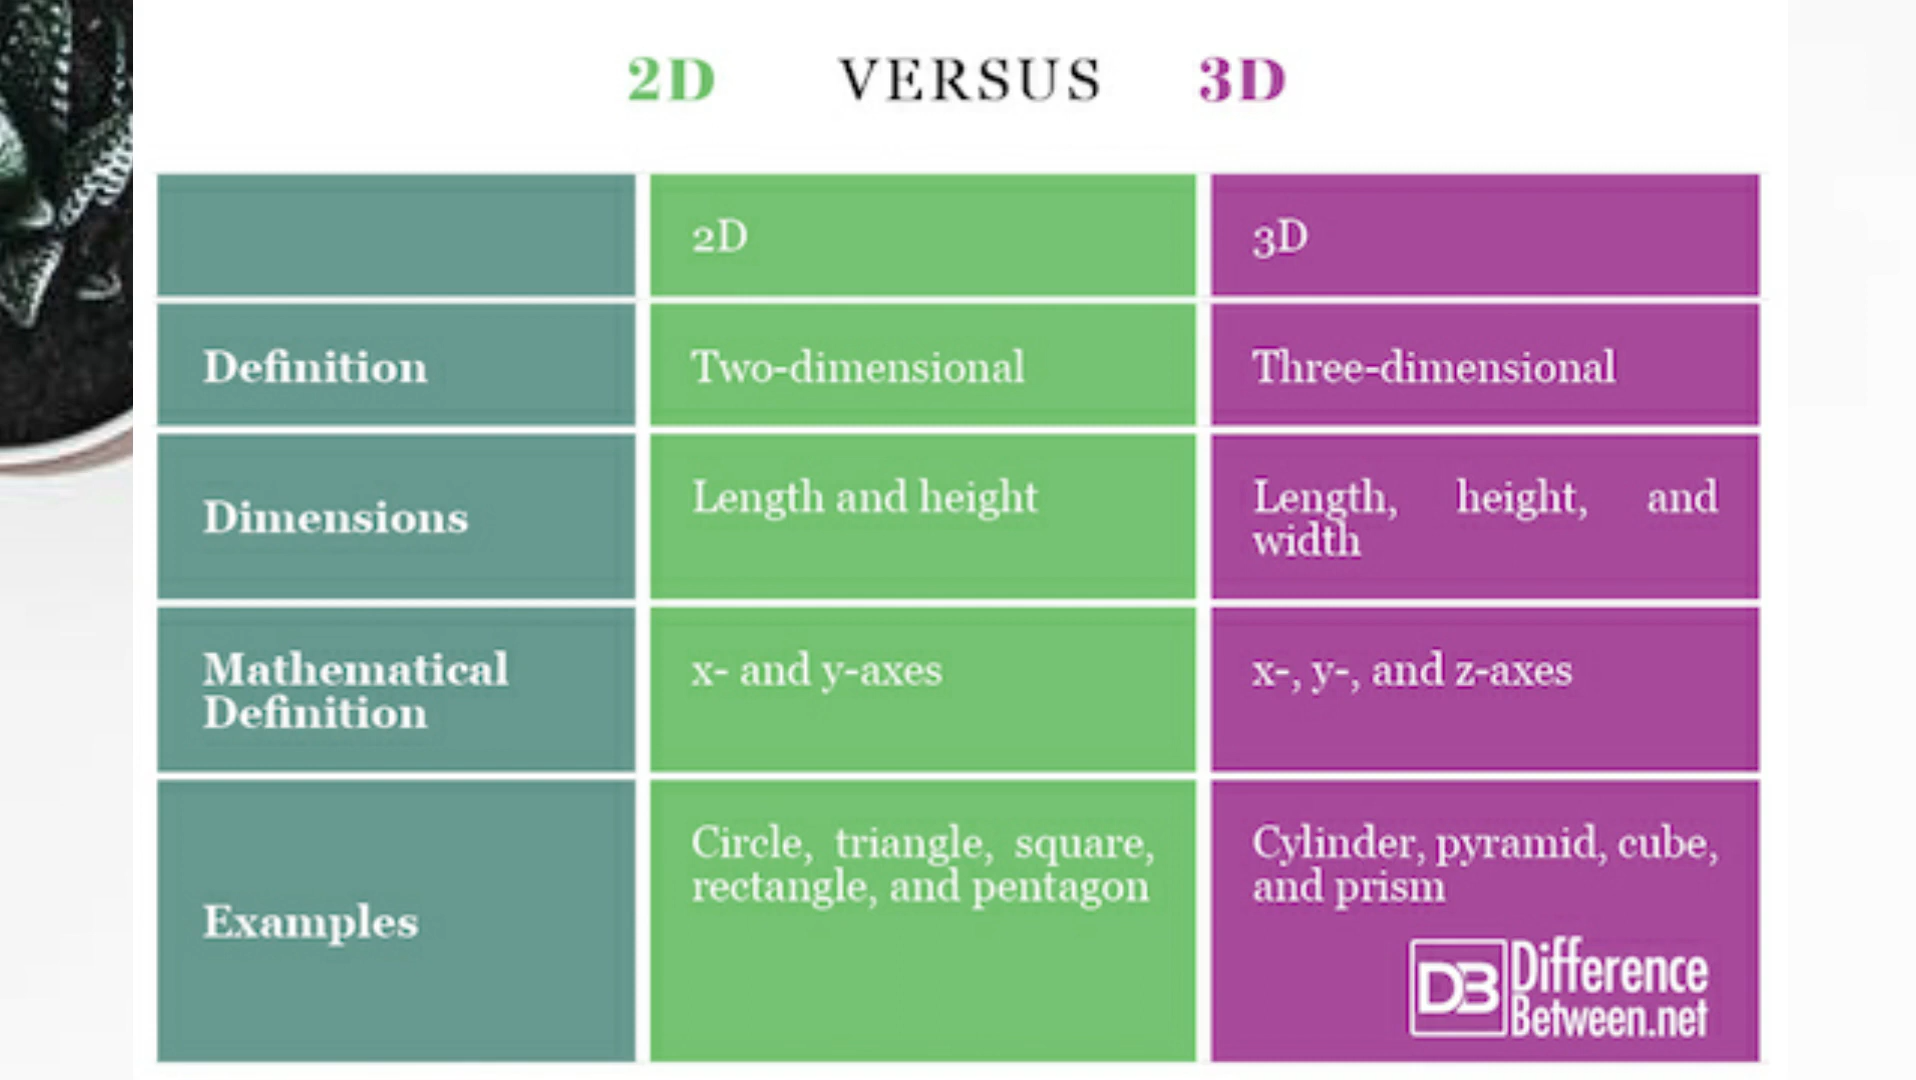 2D VERSUS 3D
2D
3D
Definition
Two-dimensional
Three-dimensional
Dimensions
Length and height
Length, height, and
width
Mathematical
Definition
x- and y-axes
x-, y-, and z-axes
Examples
Circle, triangle, square,
rectangle, and pentagon
Cylinder, pyramid, cube,
and prism
DB Difference
Between.net